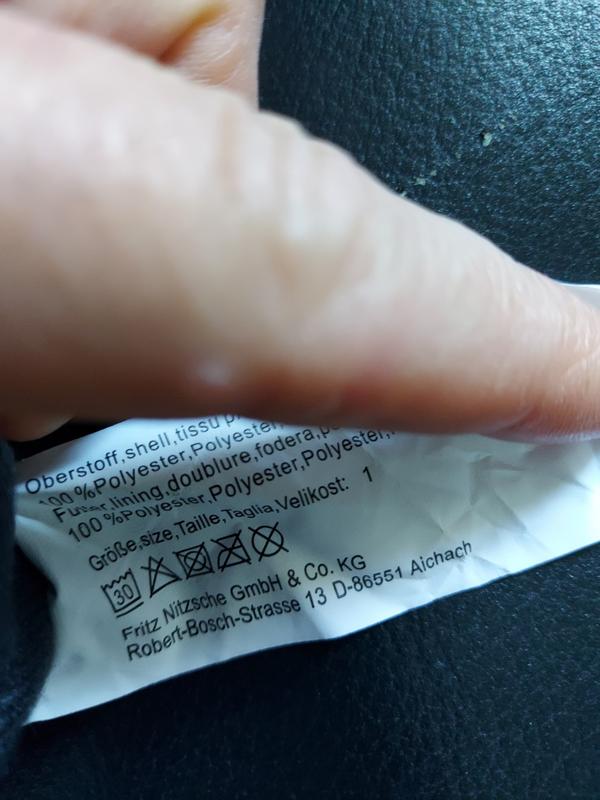 Oberstoff,shell,tissu
100%Polyester,Polyester,
Futter,lining,doublure,fodera,
100%Polyester,Polyester,Polyester,
Größe,size,Taille,Taglia,Velikost: 1
30
Fritz Nitzsche GmbH & Co. KG
Robert-Bosch-Strasse 13 D-86551 Aichach